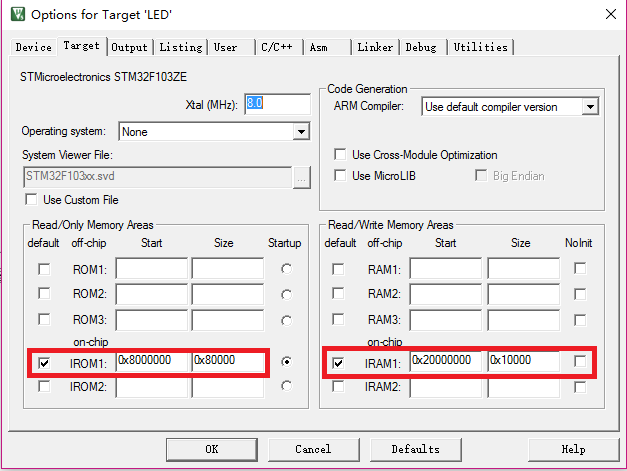 Options for Target 'LED'
Device Target Output Listing User C/C++ Asm Linker Debug Utilities
STMicroelectronics STM32F103ZE
Xtal (MHz): 8.0
Operating system: None
System Viewer File:
STM32F103xx.svd ...
Use Custom File
Code Generation
ARM Compiler: Use default compiler version
Use Cross-Module Optimization
Use MicroLIB Big Endian
Read/Only Memory Areas
default off-chip Start Size Startup
ROM1:
ROM2:
ROM3:
on-chip
IROM1: 0x8000000 0x80000
IROM2:
Read/Write Memory Areas
default off-chip Start Size NoInit
RAM1:
RAM2:
RAM3:
on-chip
IRAM1: 0x20000000 0x10000
IRAM2:
OK Cancel Defaults Help